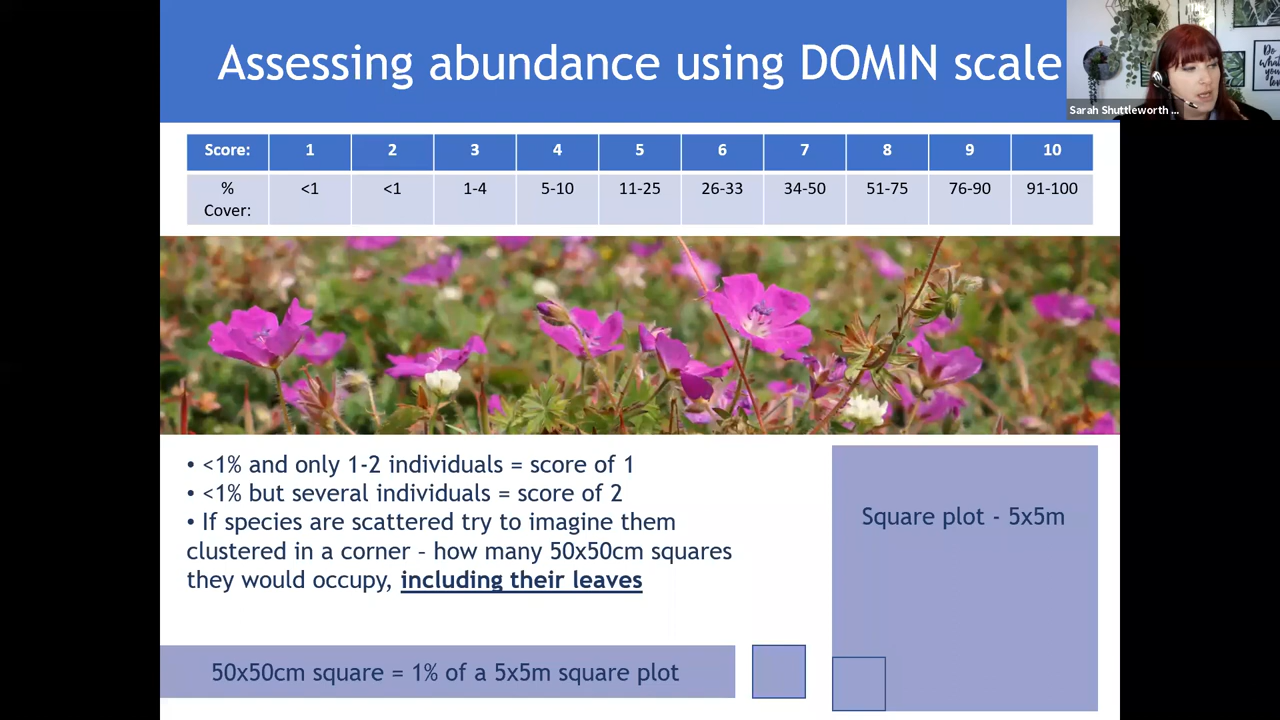 Assessing abundance using DOMIN scale
Sarah Shuttleworth ...
Do
what
you
love
Score: 1 2 3 4 5 6 7 8 9 10
% <1 <1 1-4 5-10 11-25 26-33 34-50 51-75 76-90 91-100
Cover:
• <1% and only 1-2 individuals = score of 1
• <1% but several individuals = score of 2
• If species are scattered try to imagine them
clustered in a corner – how many 50x50cm squares
they would occupy, including their leaves
Square plot - 5x5m
50x50cm square = 1% of a 5x5m square plot